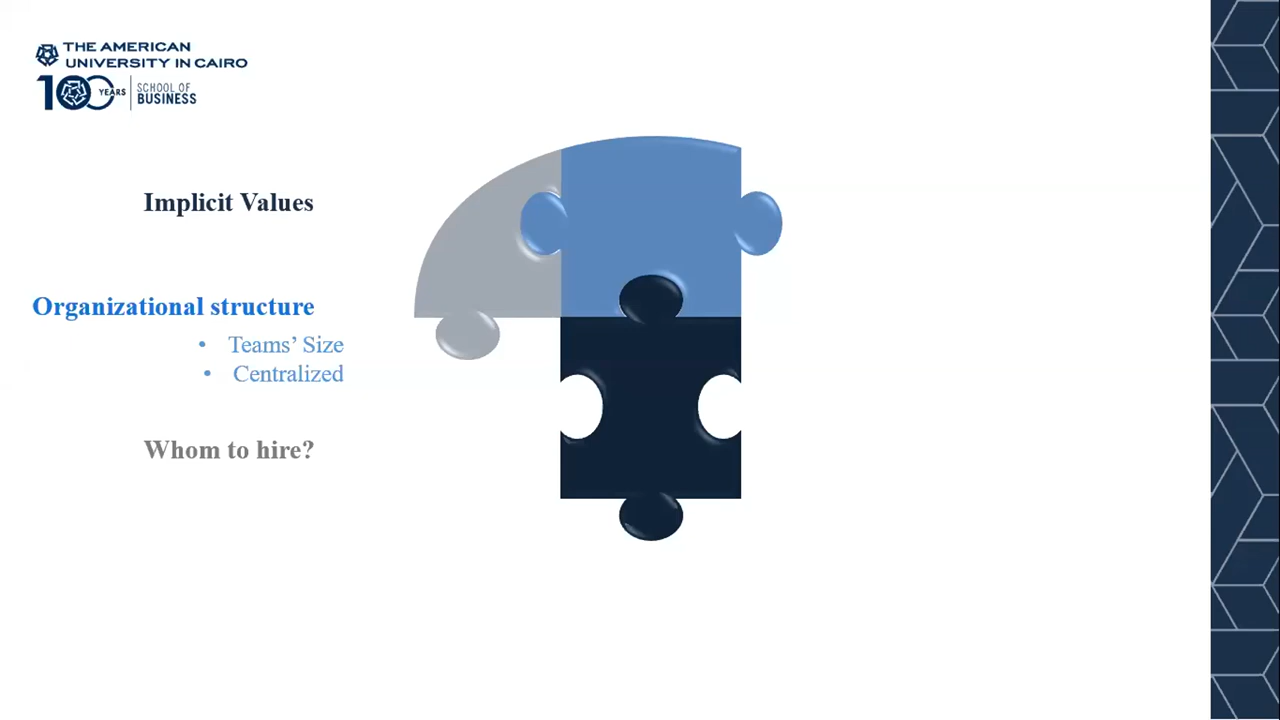 THE AMERICAN
UNIVERSITY IN CAIRO
100 YEARS
SCHOOL OF
BUSINESS
Implicit Values
Organizational structure
• Teams’ Size
• Centralized
Whom to hire?